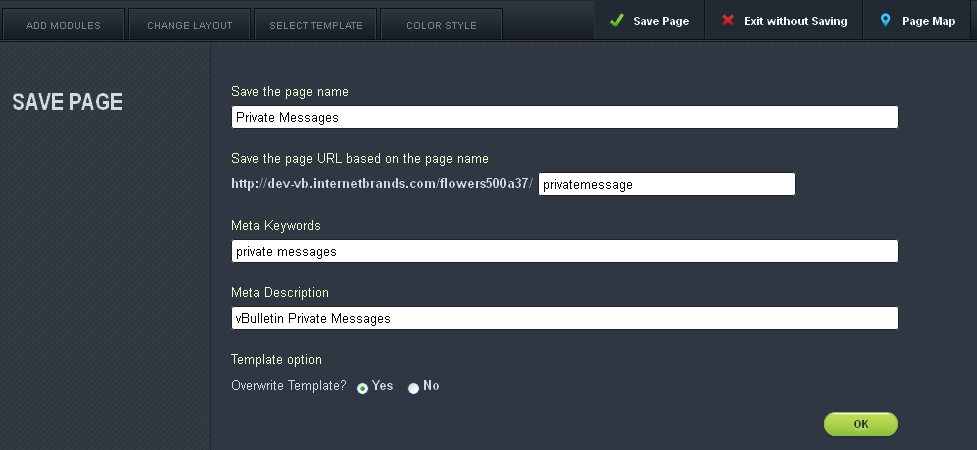 ADD MODULES CHANGE LAYOUT SELECT TEMPLATE COLOR STYLE Save Page Exit without Saving Page Map
SAVE PAGE
Save the page name
Private Messages
Save the page URL based on the page name
http://dev-vb.internetbrands.com/flowers500a37/ privatemessage
Meta Keywords
private messages
Meta Description
vBulletin Private Messages
Template option
Overwrite Template? Yes No
OK